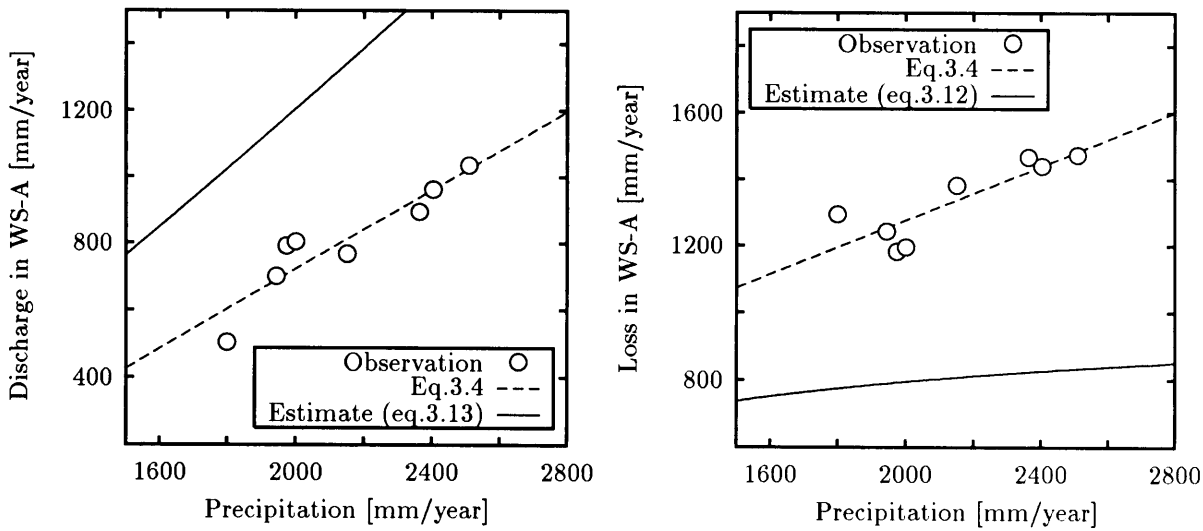 Discharge in WS-A [mm/year]
1200
800
400
Observation
Eq.3.4
Estimate (eq.3.13)
1600 2000 2400 2800
Precipitation [mm/year]
Loss in WS-A [mm/year]
Observation
Eq.3.4
Estimate (eq.3.12)
1600
1200
800
1600 2000 2400 2800
Precipitation [mm/year]